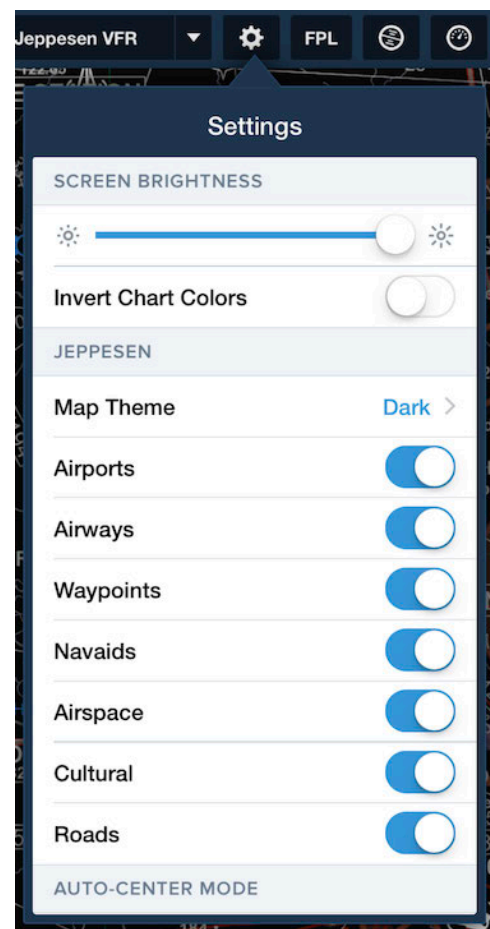 Jeppesen VFR
FPL
Settings
SCREEN BRIGHTNESS
Invert Chart Colors
JEPPESEN
Map Theme Dark
Airports
Airways
Waypoints
Navaids
Airspace
Cultural
Roads
AUTO-CENTER MODE